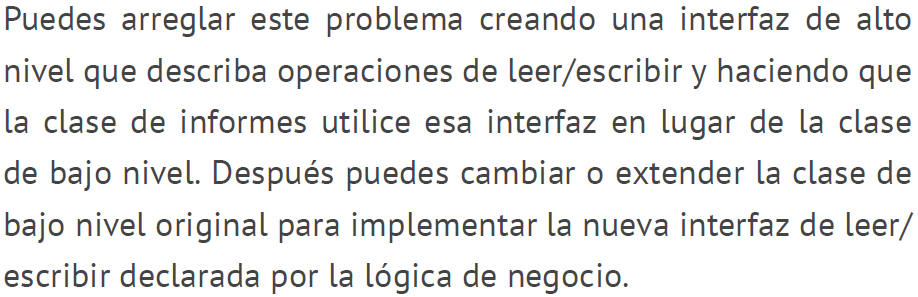 Puedes arreglar este problema creando una interfaz de alto
nivel que describa operaciones de leer/escribir y haciendo que
la clase de informes utilice esa interfaz en lugar de la clase
de bajo nivel. Después puedes cambiar o extender la clase de
bajo nivel original para implementar la nueva interfaz de leer/
escribir declarada por la lógica de negocio.